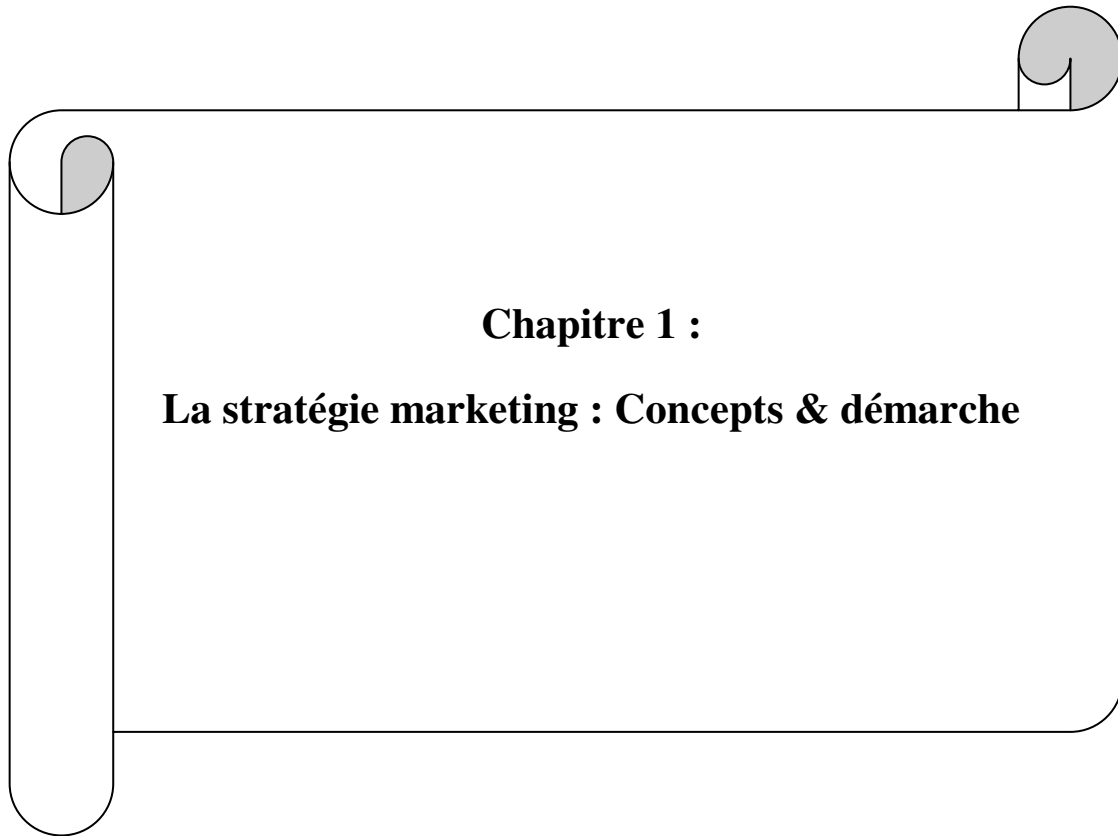 Chapitre 1 :
La stratégie marketing : Concepts & démarche